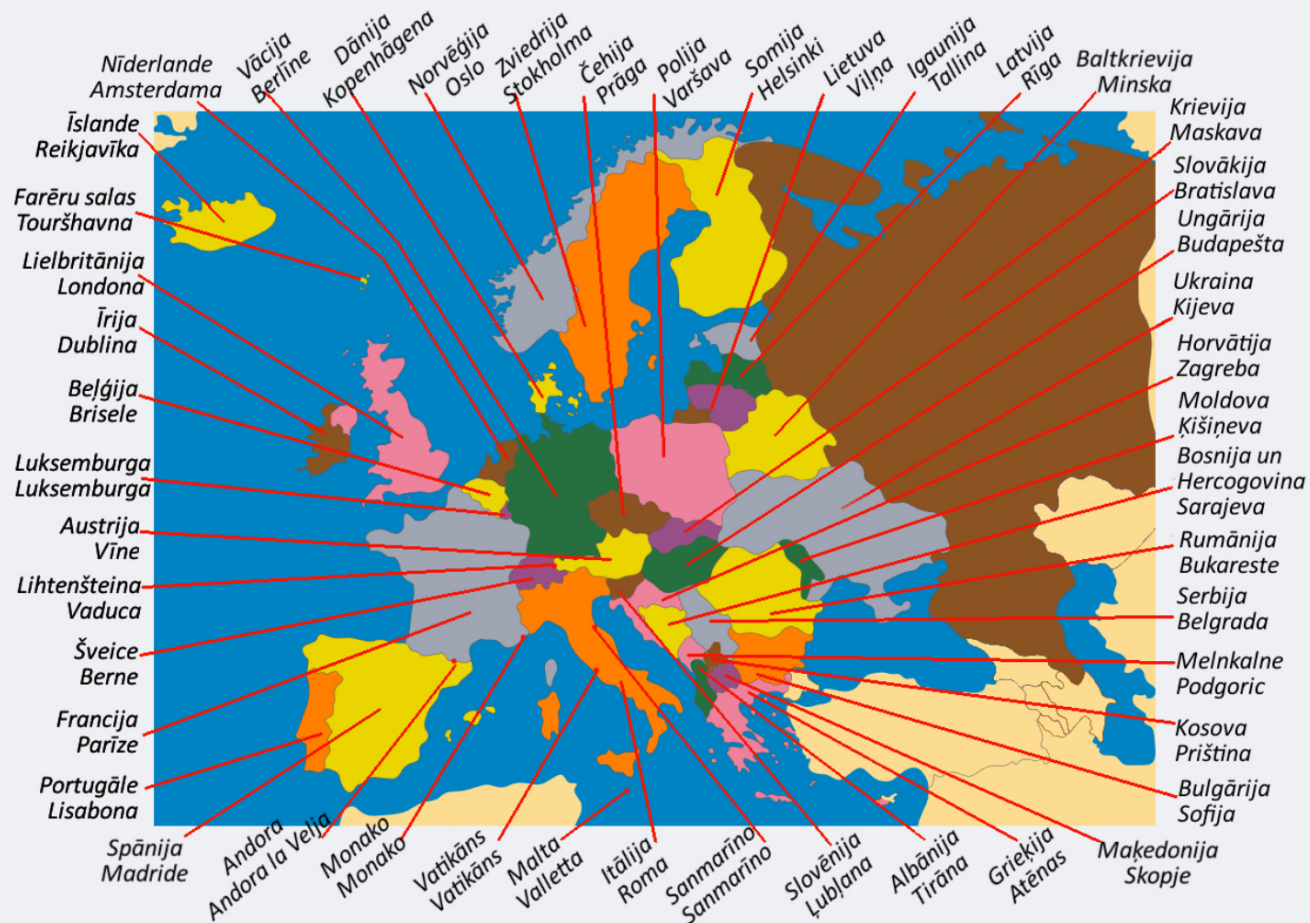 Nīderlande
Amsterdama
Vācija
Berlīne
Dānija
Kopenhāgena
Norvēģija
Oslo
Zviedrija
Stokholma
Čehija
Prāga
Polija
Varšava
Somija
Helsinki
Lietuva
Viļņa
Igaunija
Tallina
Latvija
Rīga
Baltkrievija
Minska
Krievija
Maskava
Slovākija
Bratislava
Ungārija
Budapešta
Ukraina
Kijeva
Horvātija
Zagreba
Moldova
Ķišiņeva
Bosnija un
Hercogovina
Sarajeva
Rumānija
Bukareste
Serbija
Belgrada
Melnkalne
Podgoric
Kosova
Priština
Bulgārija
Sofija
Maķedonija
Skopje
Grieķija
Atēnas
Albānija
Tirāna
Slovēnija
Ļubļana
Sanmarīno
Sanmarīno
Itālija
Roma
Malta
Valletta
Vatikāns
Vatikāns
Monako
Monako
Andora
Andora la Velja
Spānija
Madride
Portugāle
Lisabona
Francija
Parīze
Šveice
Berne
Lihtenšteina
Vaduca
Austrija
Vīne
Luksemburga
Luksemburga
Beļģija
Brisele
Īrija
Dublina
Lielbritānija
Londona
Farēru salas
Touršhavna
Īslande
Reikjavīka